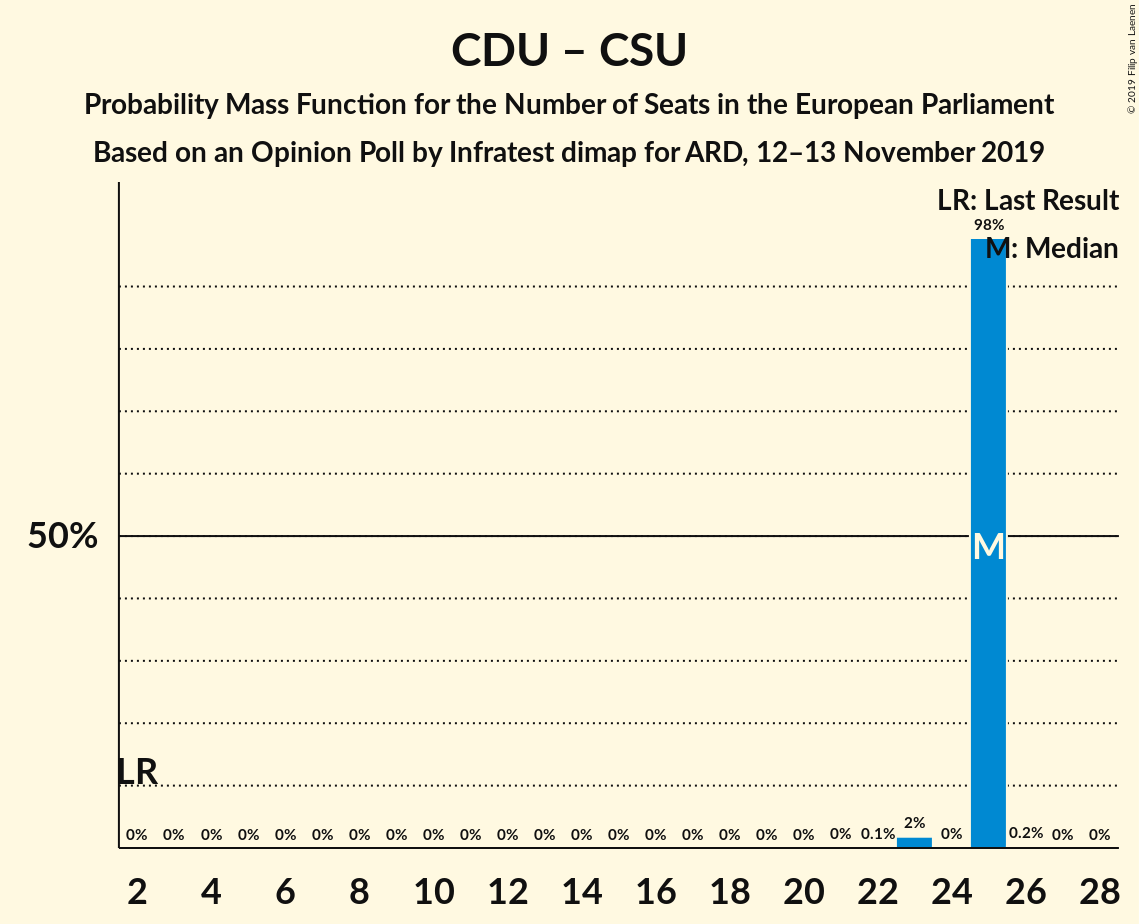 CDU – CSU
Probability Mass Function for the Number of Seats in the European Parliament
Based on an Opinion Poll by Infratest dimap for ARD, 12–13 November 2019
© 2019 Filip van Laenen
LR: Last Result
M: Median
98%
50%
M
LR
0% 0% 0% 0% 0% 0% 0% 0% 0% 0% 0% 0% 0% 0% 0% 0% 0% 0% 0% 0% 0.1% 2% 0% 0.2% 0% 0%
2 4 6 8 10 12 14 16 18 20 22 24 26 28